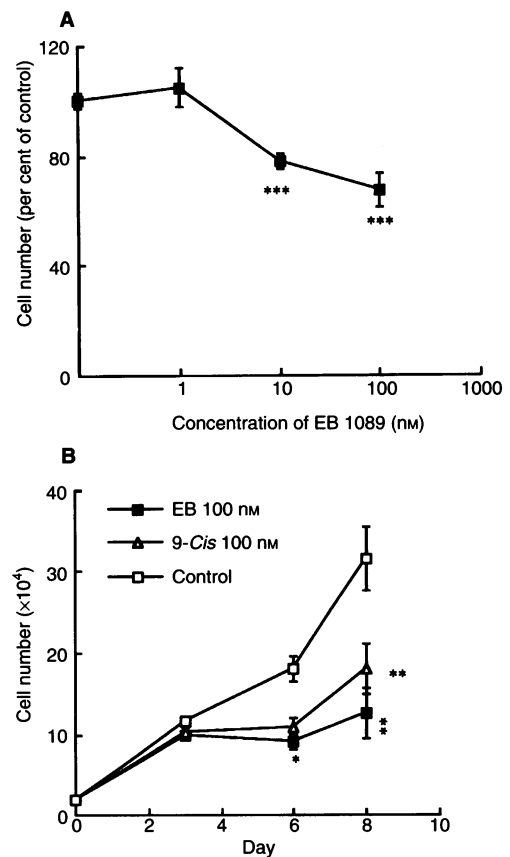 A
120
80
40
0
Cell number (per cent of control)
***
***
1 10 100 1000
Concentration of EB 1089 (nM)
B
40
30
20
10
0
Cell number (×10⁴)
EB 100 nM
9-Cis 100 nM
Control
**
**
*
0 2 4 6 8 10
Day